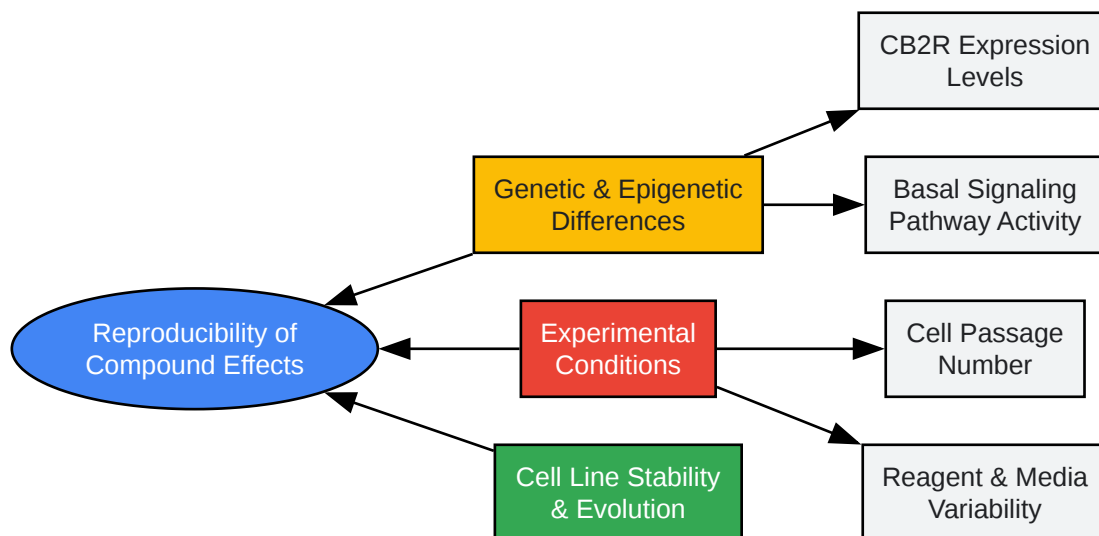 CB2R Expression
Levels
Genetic & Epigenetic
Differences
Basal Signaling
Pathway Activity
Reproducibility of
Compound Effects
Experimental
Conditions
Cell Passage
Number
Cell Line Stability
& Evolution
Reagent & Media
Variability